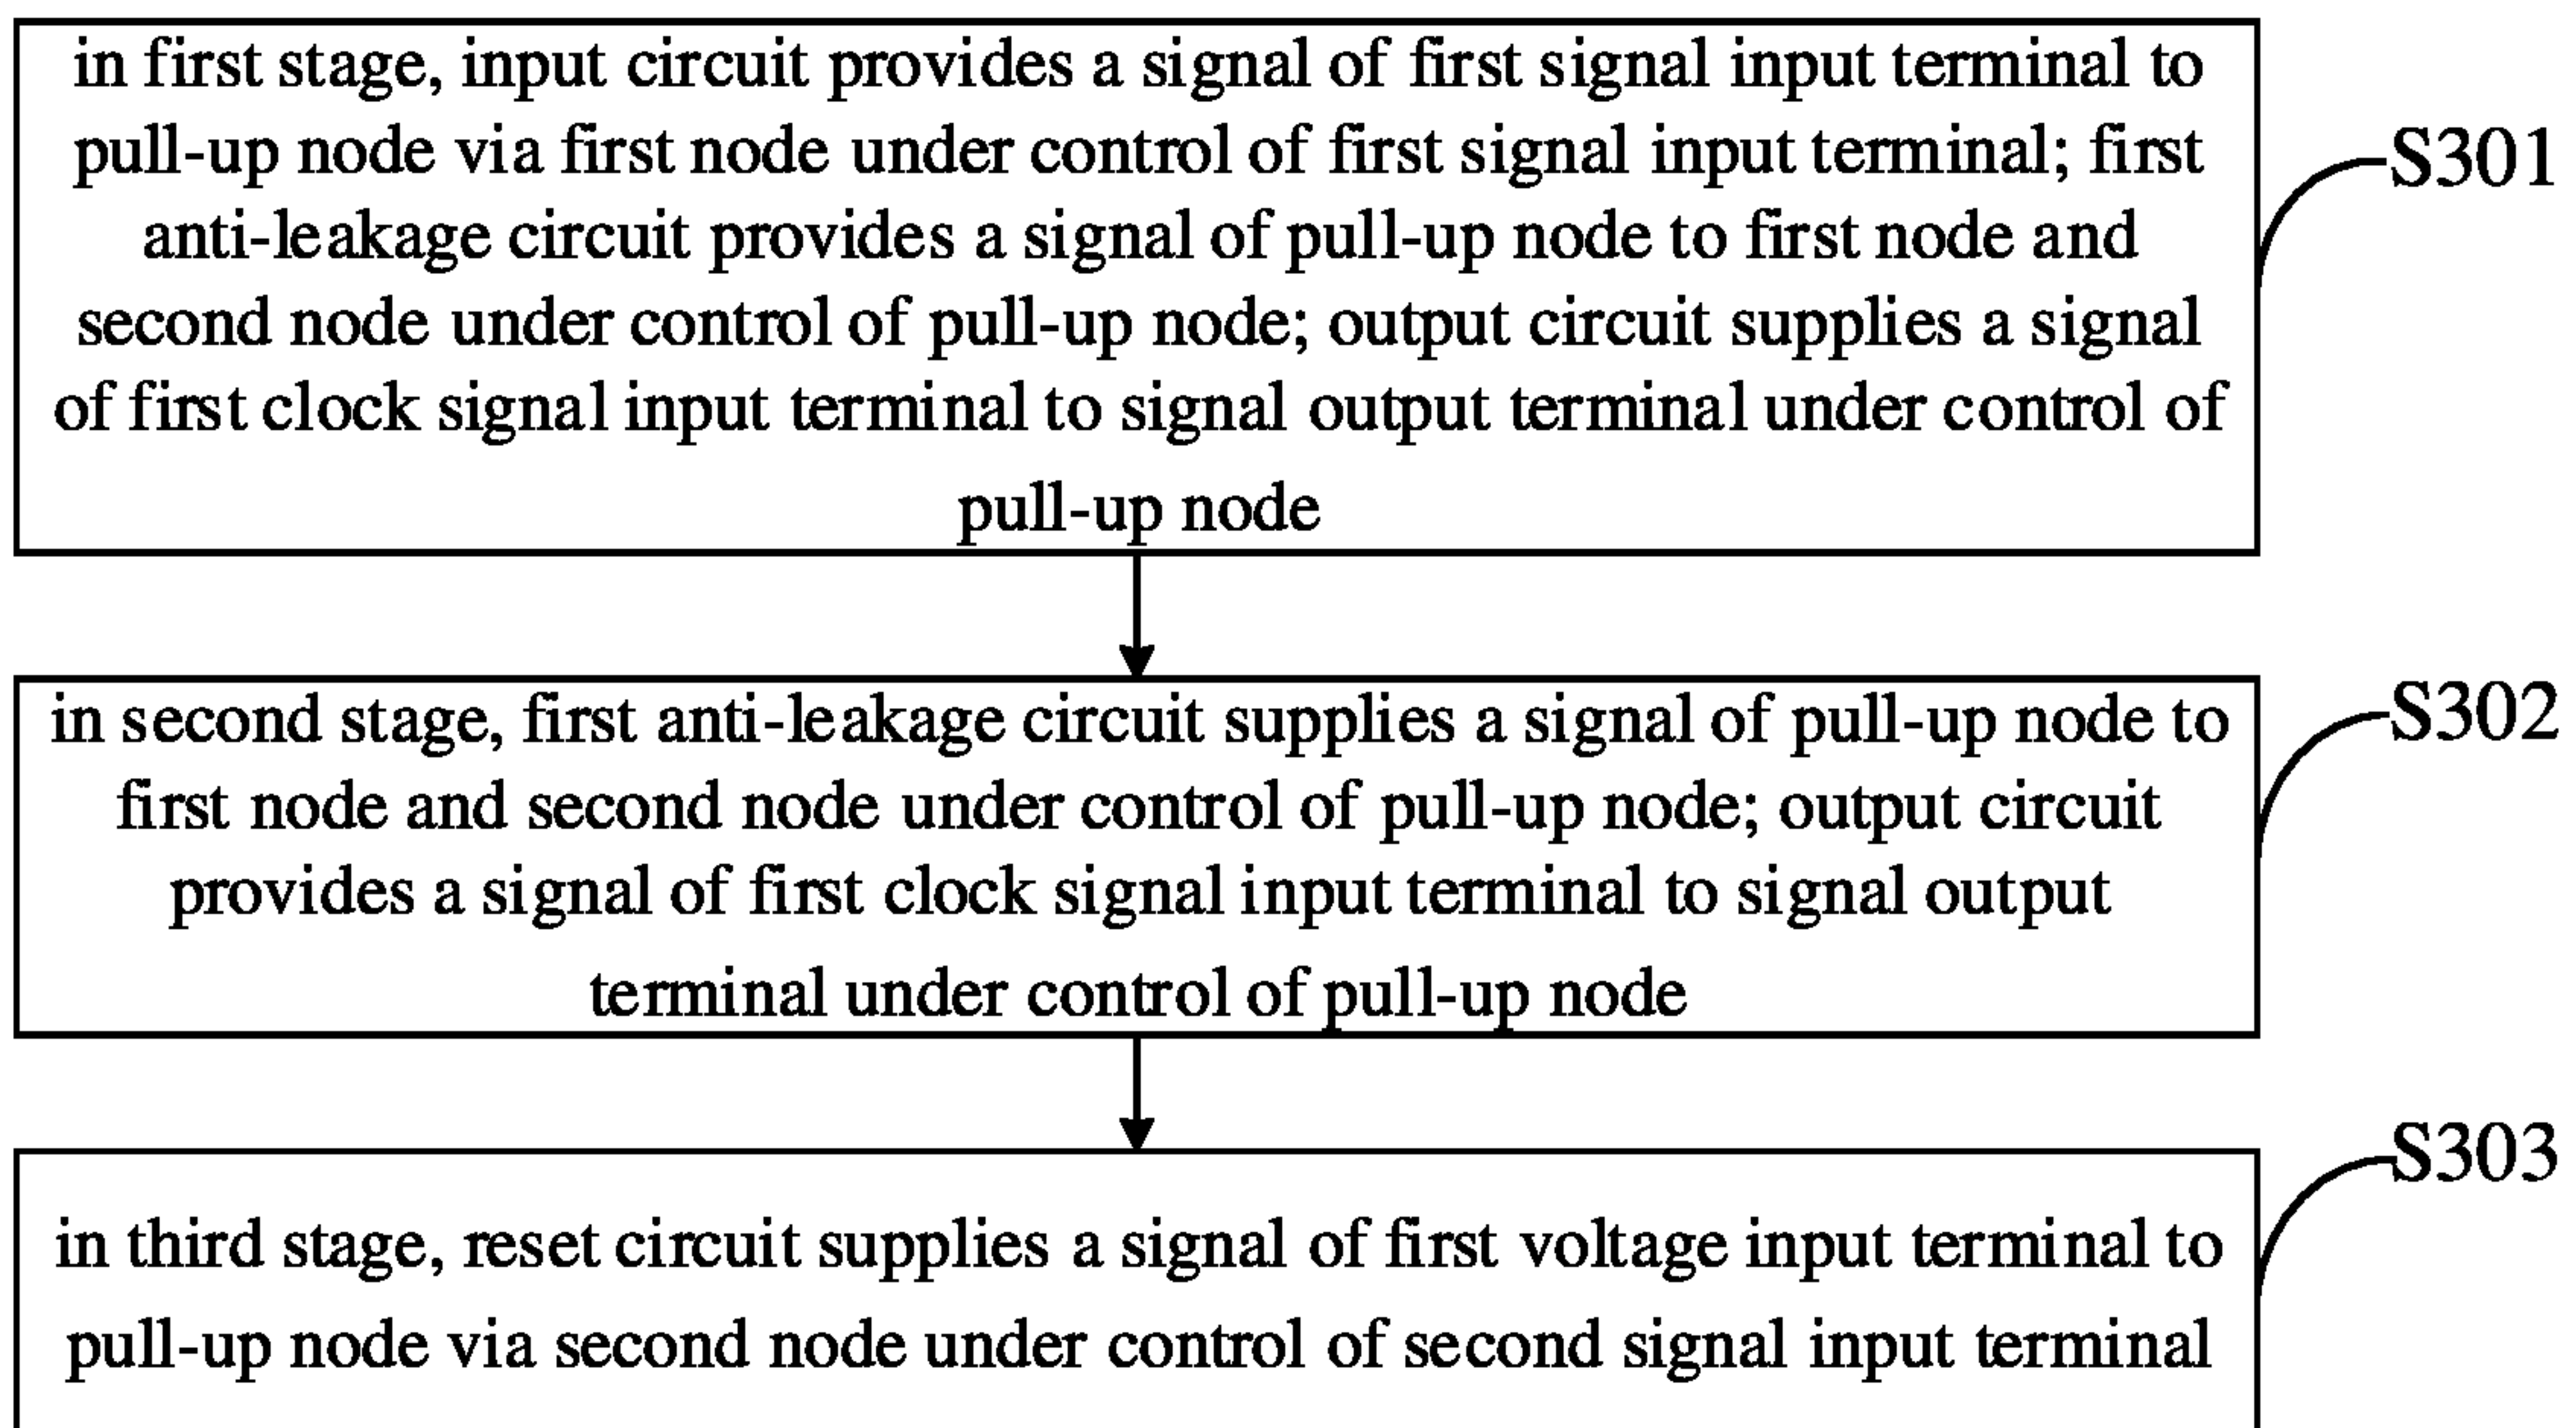 in first stage, input circuit provides a signal of first signal input terminal to
pull-up node via first node under control of first signal input terminal; first
anti-leakage circuit provides a signal of pull-up node to first node and
second node under control of pull-up node; output circuit supplies a signal
of first clock signal input terminal to signal output terminal under control of
pull-up node
S301
in second stage, first anti-leakage circuit supplies a signal of pull-up node to
first node and second node under control of pull-up node; output circuit
provides a signal of first clock signal input terminal to signal output
terminal under control of pull-up node
S302
in third stage, reset circuit supplies a signal of first voltage input terminal to
pull-up node via second node under control of second signal input terminal
S303